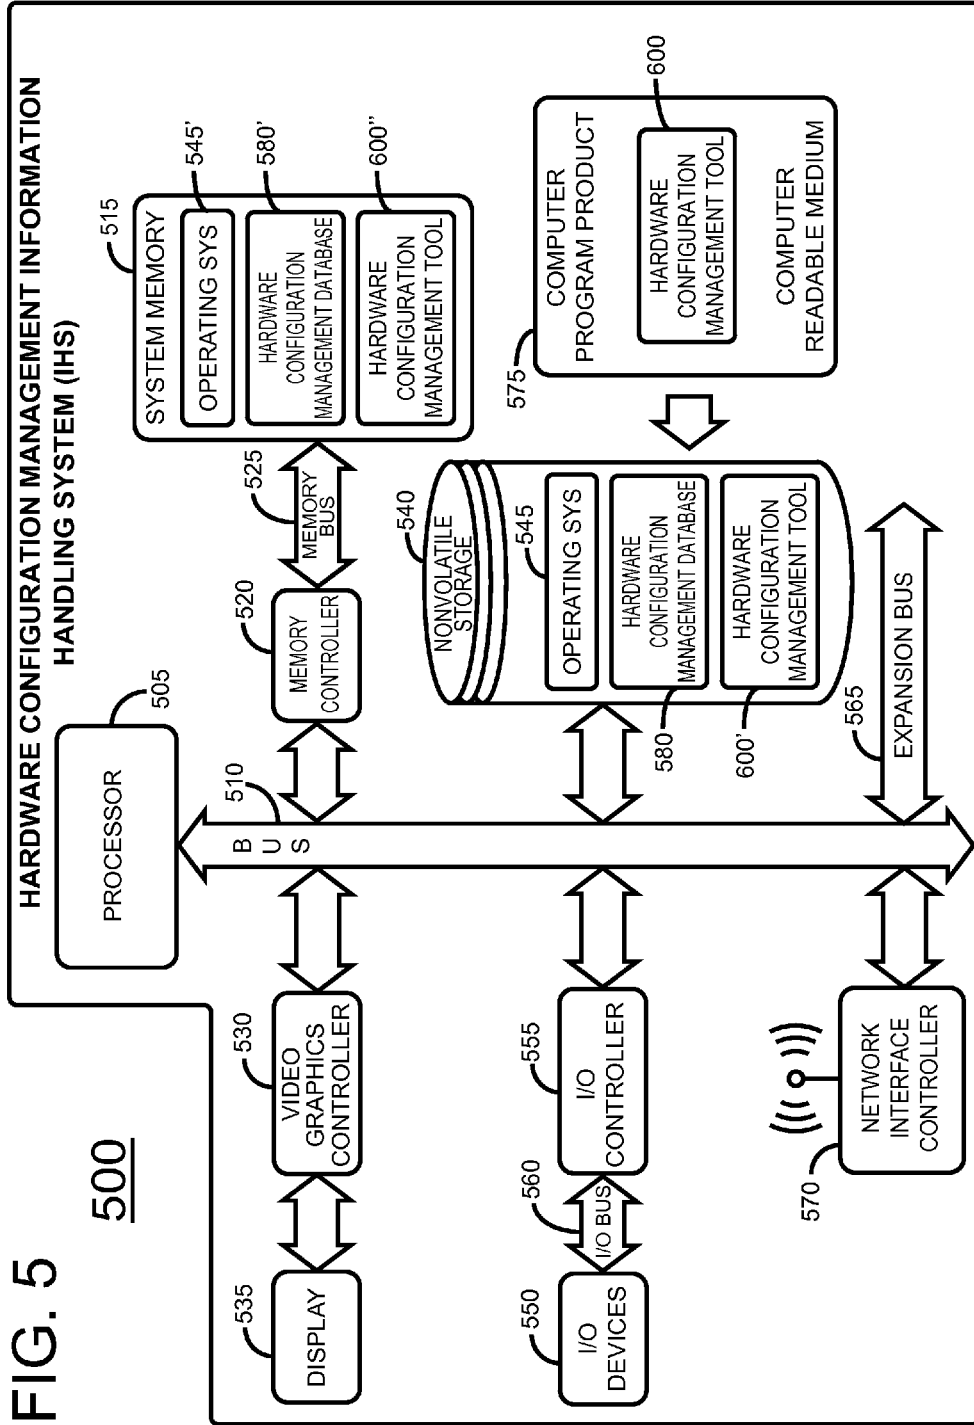 FIG. 5
500
HARDWARE CONFIGURATION MANAGEMENT INFORMATION
HANDLING SYSTEM (IHS)
PROCESSOR
505
BUS
510
535
DISPLAY
530
VIDEO
GRAPHICS
CONTROLLER
520
MEMORY
CONTROLLER
525
MEMORY
BUS
515
SYSTEM MEMORY
OPERATING SYS
545'
HARDWARE
CONFIGURATION
MANAGEMENT DATABASE
580'
HARDWARE
CONFIGURATION
MANAGEMENT TOOL
600"
550
I/O
DEVICES
560
I/O BUS
555
I/O
CONTROLLER
540
NONVOLATILE
STORAGE
545
OPERATING SYS
HARDWARE
CONFIGURATION
MANAGEMENT DATABASE
580
HARDWARE
CONFIGURATION
MANAGEMENT TOOL
600'
575
COMPUTER
PROGRAM PRODUCT
600
HARDWARE
CONFIGURATION
MANAGEMENT TOOL
COMPUTER
READABLE MEDIUM
570
NETWORK
INTERFACE
CONTROLLER
565
EXPANSION BUS